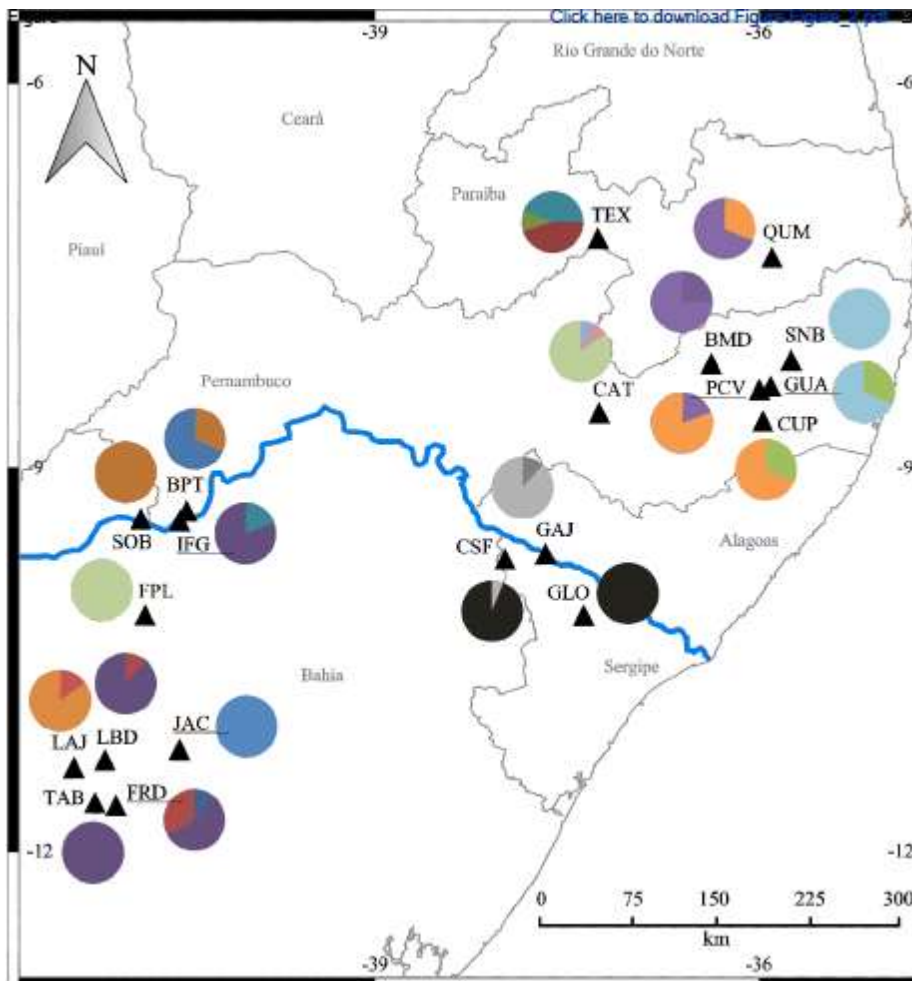 Click here to download Figure
-39
-36
Rio Grande do Norte
-6
-6
N
Ceará
Paraíba
TEX
QUM
Piauí
BMD
SNB
Pernambuco
CAT
PCV
GUA
CUP
-9
-9
BPT
SOB
IFG
CSF
GAJ
Alagoas
FPL
GLO
Sergipe
Bahia
JAC
LAJ
LBD
TAB
FRD
-12
-12
0
75
150
225
300
km
-39
-36